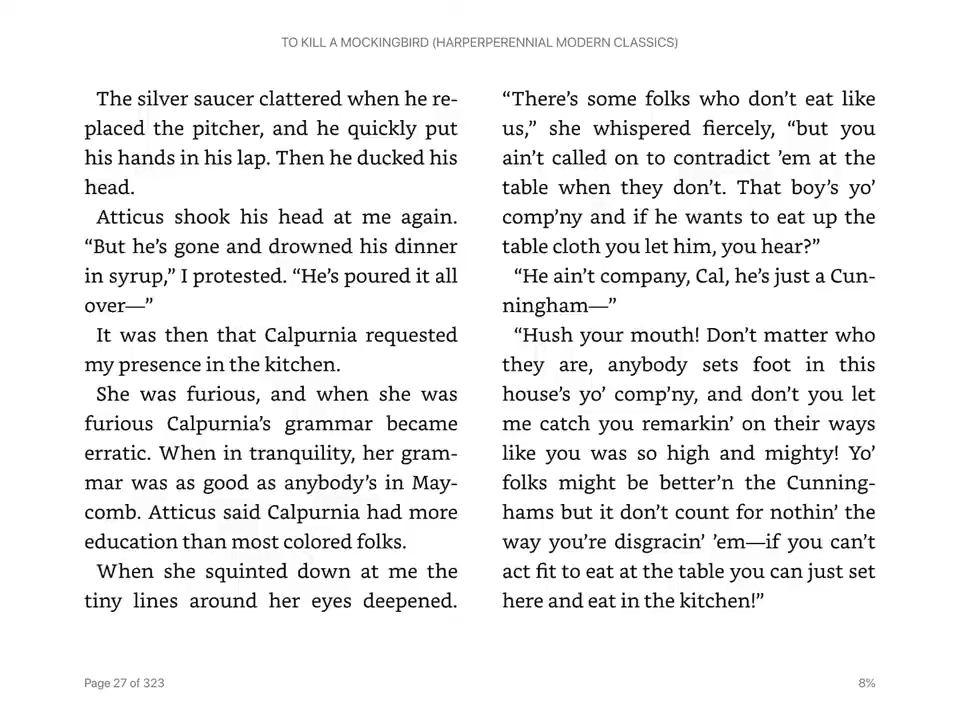 TO KILL A MOCKINGBIRD (HARPERPERENNIAL MODERN CLASSICS)
The silver saucer clattered when he re-
placed the pitcher, and he quickly put
his hands in his lap. Then he ducked his
head.
Atticus shook his head at me again.
“But he’s gone and drowned his dinner
in syrup,” I protested. “He’s poured it all
over—”
It was then that Calpurnia requested
my presence in the kitchen.
She was furious, and when she was
furious Calpurnia’s grammar became
erratic. When in tranquility, her gram-
mar was as good as anybody’s in May-
comb. Atticus said Calpurnia had more
education than most colored folks.
When she squinted down at me the
tiny lines around her eyes deepened.
“There’s some folks who don’t eat like
us,” she whispered fiercely, “but you
ain’t called on to contradict ’em at the
table when they don’t. That boy’s yo’
comp’ny and if he wants to eat up the
table cloth you let him, you hear?”
“He ain’t company, Cal, he’s just a Cun-
ningham—”
“Hush your mouth! Don’t matter who
they are, anybody sets foot in this
house’s yo’ comp’ny, and don’t you let
me catch you remarkin’ on their ways
like you was so high and mighty! Yo’
folks might be better’n the Cunning-
hams but it don’t count for nothin’ the
way you’re disgracin’ ’em—if you can’t
act fit to eat at the table you can just set
here and eat in the kitchen!”
Page 27 of 323
8%